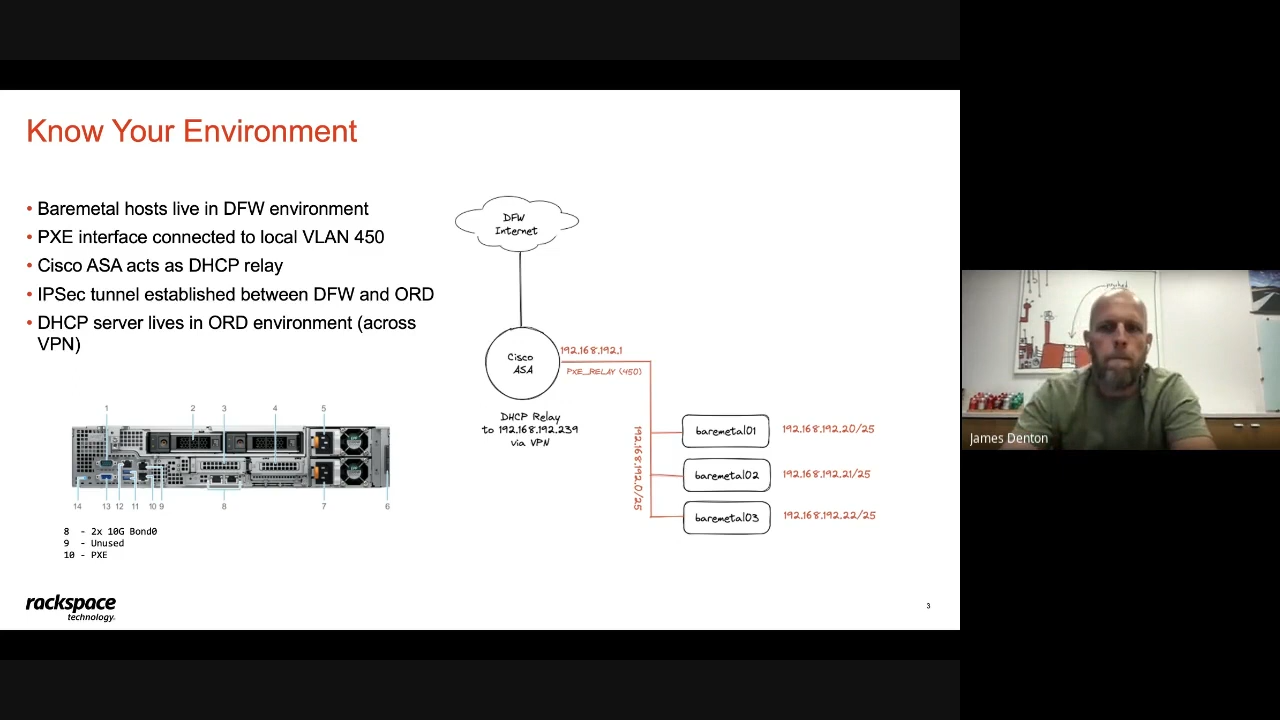 Know Your Environment
• Baremetal hosts live in DFW environment
• PXE interface connected to local VLAN 450
• Cisco ASA acts as DHCP relay
• IPSec tunnel established between DFW and ORD
• DHCP server lives in ORD environment (across
VPN)
DFW
Internet
Cisco
ASA
192.168.192.1
PXE_RELAY (450)
DHCP Relay
to 192.168.192.239
via VPN
192.168.192.0/25
baremetal01
192.168.192.20/25
baremetal02
192.168.192.21/25
baremetal03
192.168.192.22/25
1 2 3 4 5
14 13 12 11 10 9 8 7 6
8 - 2x 10G Bond0
9 - Unused
10 - PXE
rackspace
technology.
3
pushed
James Denton